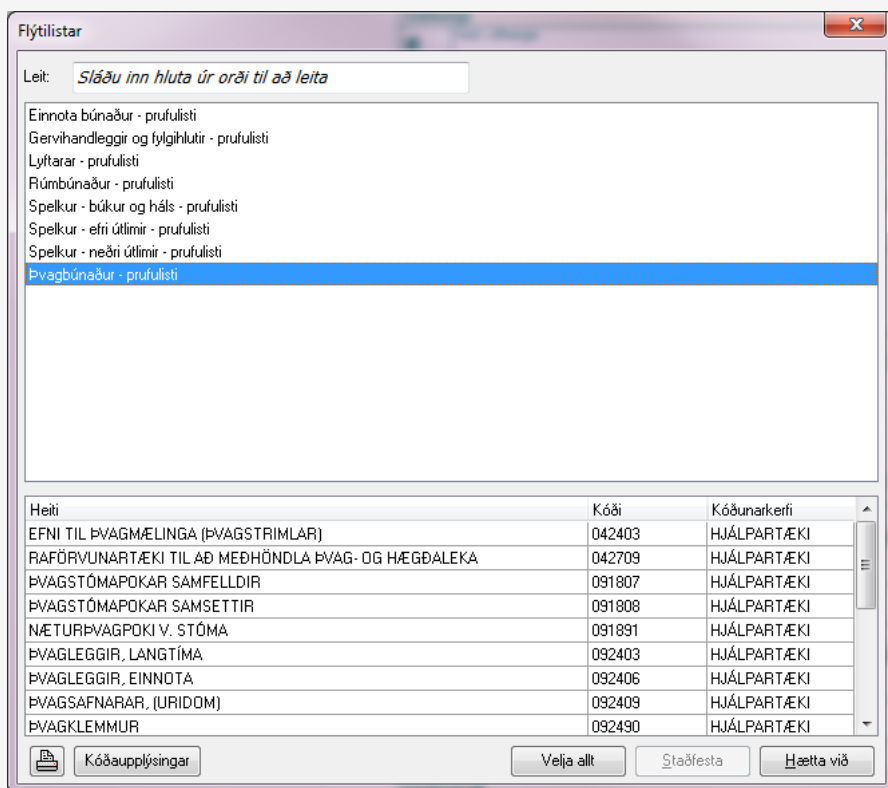 Flýtilistar
Leit: Sláðu inn hluta úr orði til að leita
Einnota búnaður - prufulisti
Gervihandleggir og fylgihlutir - prufulisti
Lyftarar - prufulisti
Rúmbúnaður - prufulisti
Spelkur - búkur og háls - prufulisti
Spelkur - efri útlimir - prufulisti
Spelkur - neðri útlimir - prufulisti
Þvagbúnaður - prufulisti
Heiti Kóði Kóðunarkerfi
EFNI TIL ÞVAGMÆLINGA (ÞVAGSTRIMLAR) 042403 HJÁLPARTÆKI
RAFÖRVUNARTÆKI TIL AÐ MEÐHÖNDLA ÞVAG- OG HÆGÐALEKA 042709 HJÁLPARTÆKI
ÞVAGSTÓMAPOKAR SAMFELLDIR 091807 HJÁLPARTÆKI
ÞVAGSTÓMAPOKAR SAMSETTIR 091808 HJÁLPARTÆKI
NÆTURÞVAGPOKI V. STÓMA 091891 HJÁLPARTÆKI
ÞVAGLEGGIR, LANGTÍMA 092403 HJÁLPARTÆKI
ÞVAGLEGGIR, EINNOTA 092406 HJÁLPARTÆKI
ÞVAGSAFNARAR, (URIDOM) 092409 HJÁLPARTÆKI
ÞVAGKLEMMUR 092490 HJÁLPARTÆKI
Kóðaupplýsingar Velja allt Staðfesta Hætta við